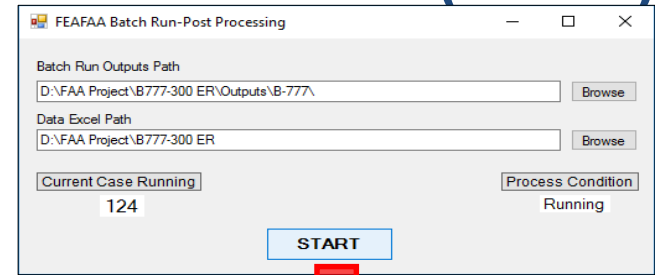 FEAFAA Batch Run-Post Processing
Batch Run Outputs Path
D:\FAA Project\B777-300 ER\Outputs\B-777\
Browse
Data Excel Path
D:\FAA Project\B777-300 ER
Browse
Current Case Running
Process Condition
124
Running
START